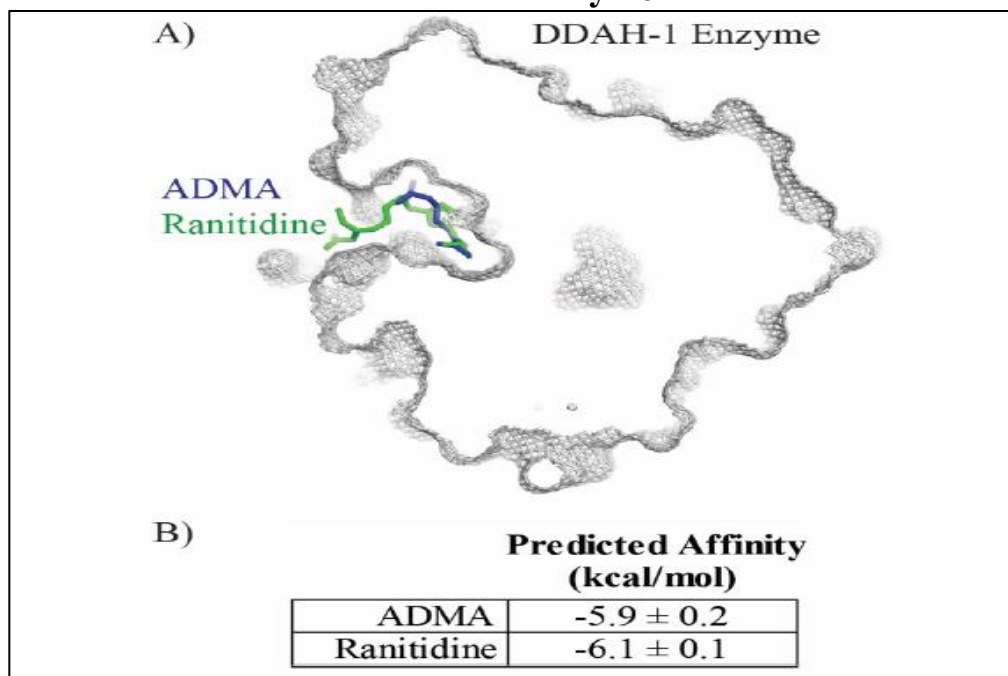 A) DDAH-1 Enzyme
ADMA
Ranitidine
B)
Predicted Affinity
(kcal/mol)
ADMA -5.9 ± 0.2
Ranitidine -6.1 ± 0.1